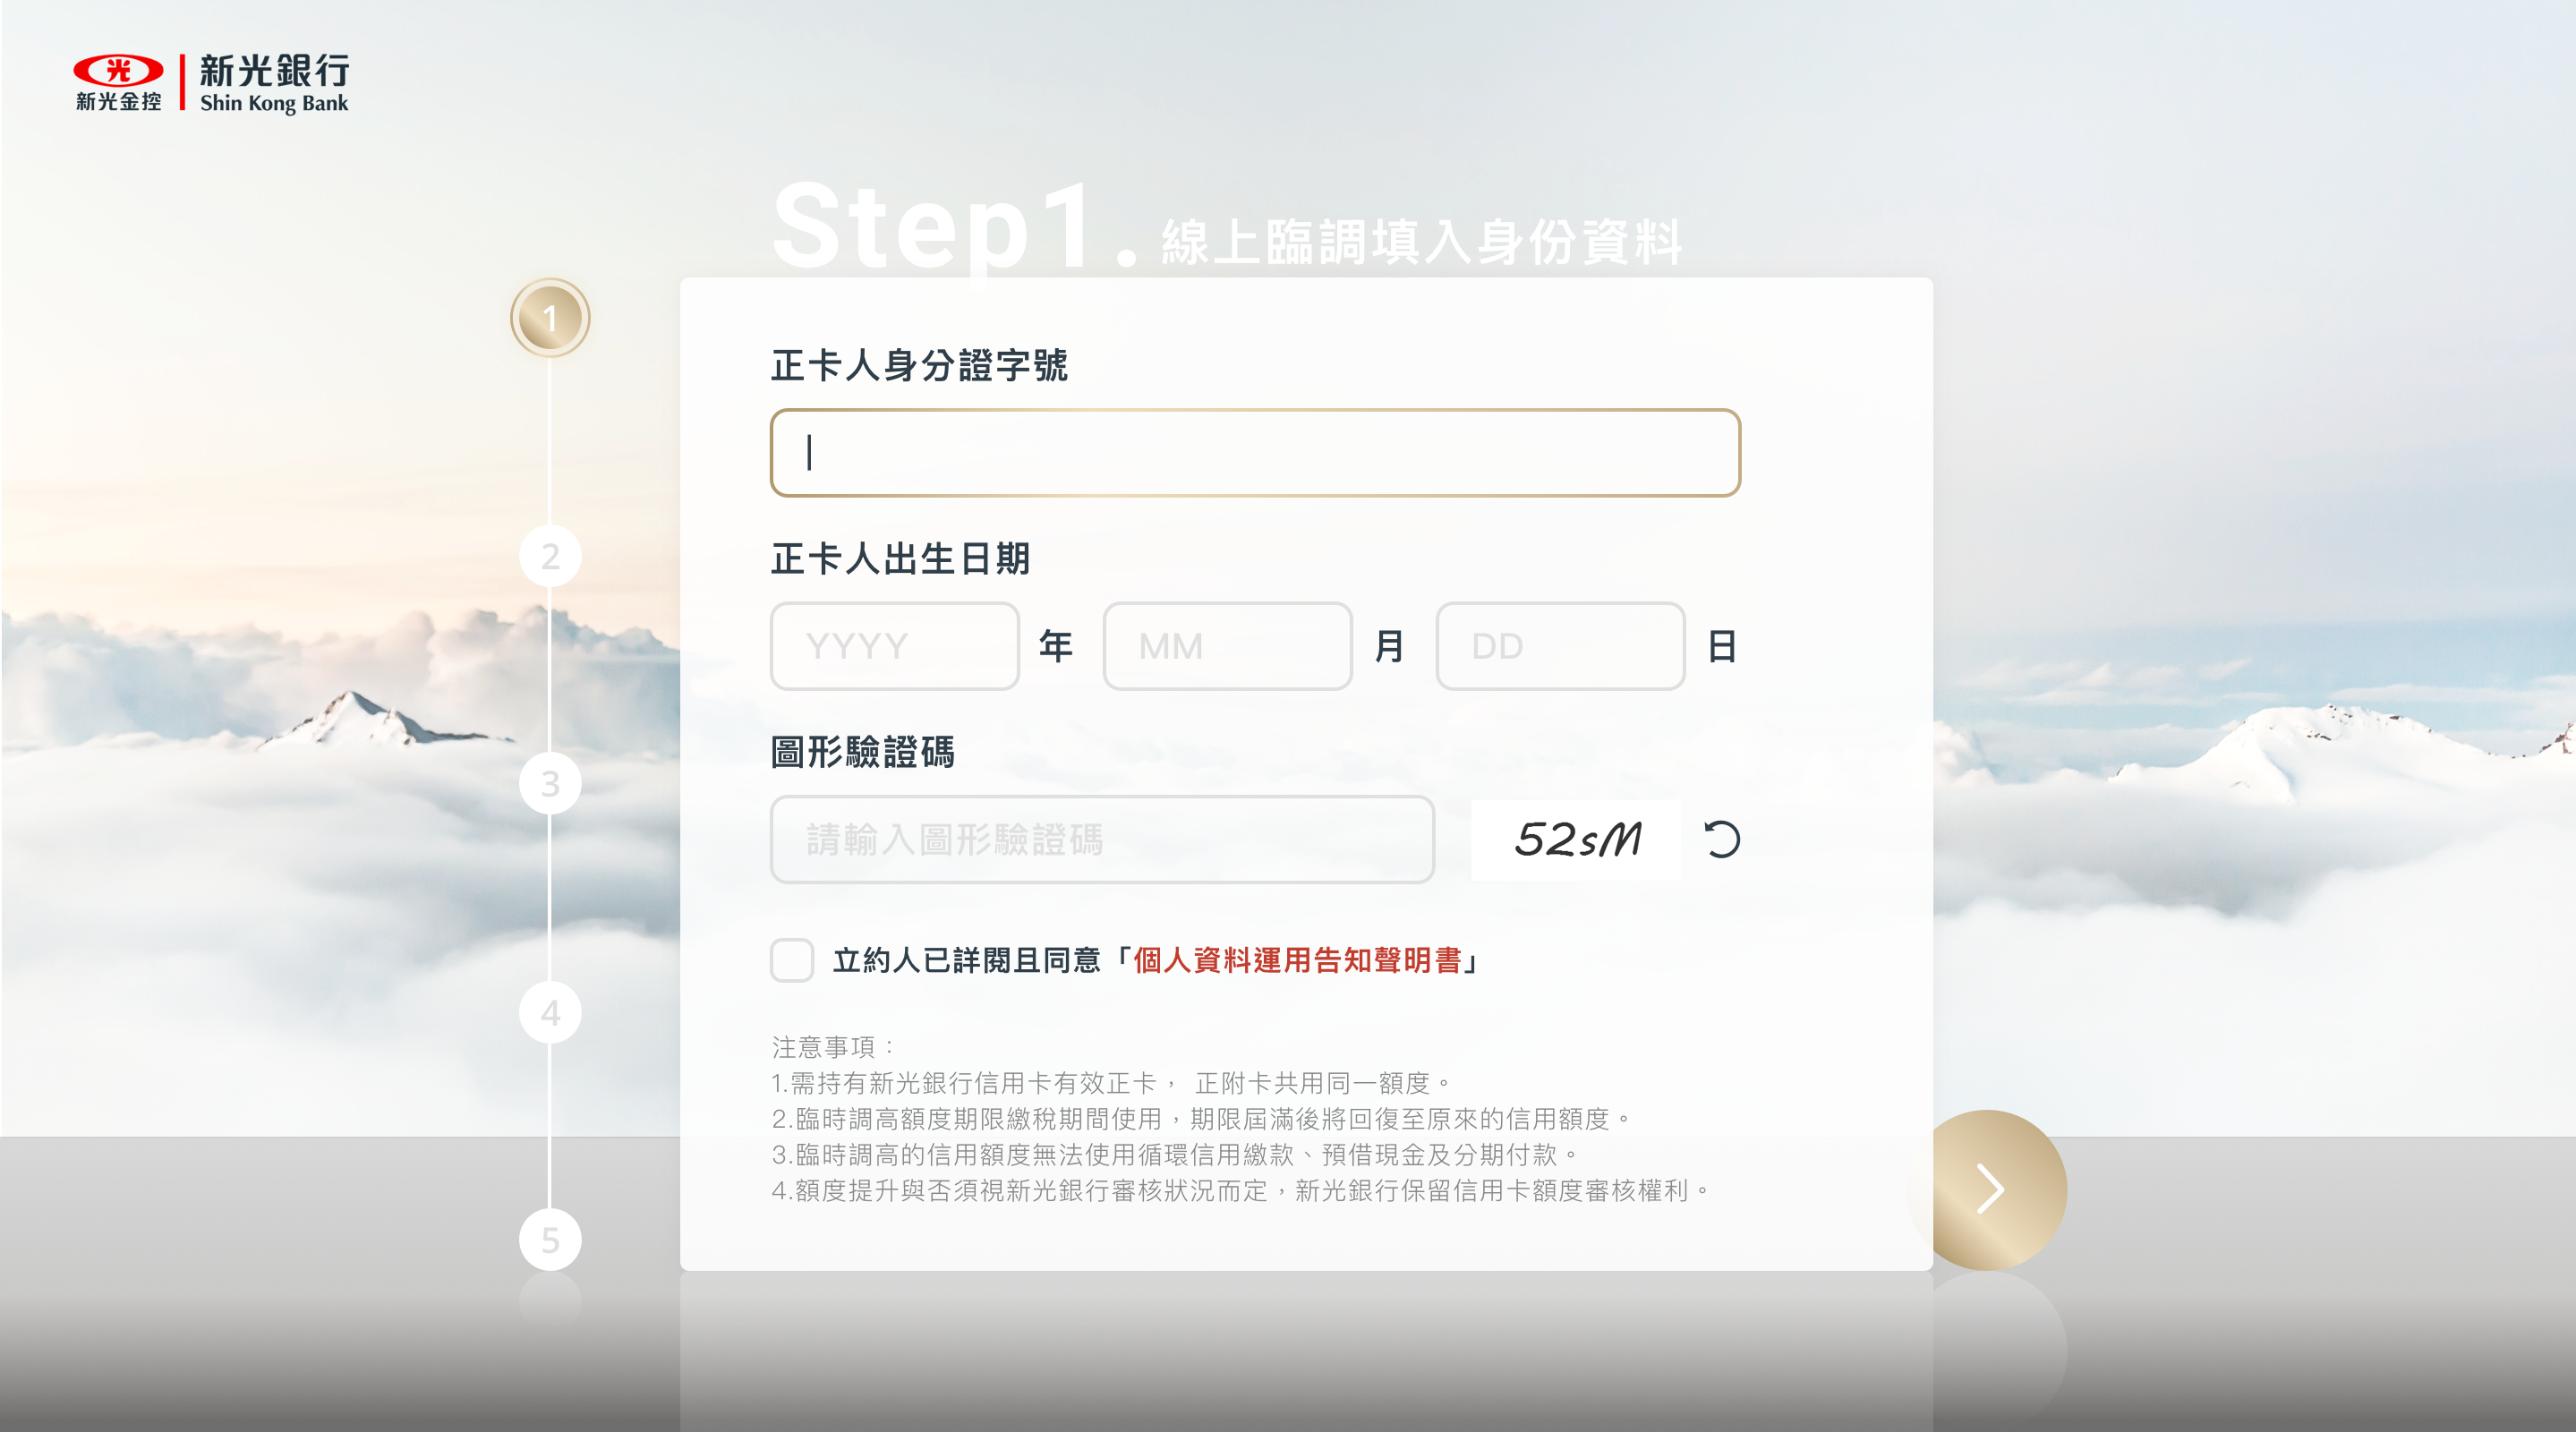 光
新光金控
新光銀行
Shin Kong Bank
Step1. 線上臨調填入身份資料
1
2
3
4
5
正卡人身分證字號
正卡人出生日期
YYYY 年 MM 月 DD 日
圖形驗證碼
請輸入圖形驗證碼 52sM
立約人已詳閱且同意「個人資料運用告知聲明書」
注意事項：
1.需持有新光銀行信用卡有效正卡， 正附卡共用同一額度。
2.臨時調高額度期限繳稅期間使用，期限屆滿後將回復至原來的信用額度。
3.臨時調高的信用額度無法使用循環信用繳款、預借現金及分期付款。
4.額度提升與否須視新光銀行審核狀況而定，新光銀行保留信用卡額度審核權利。